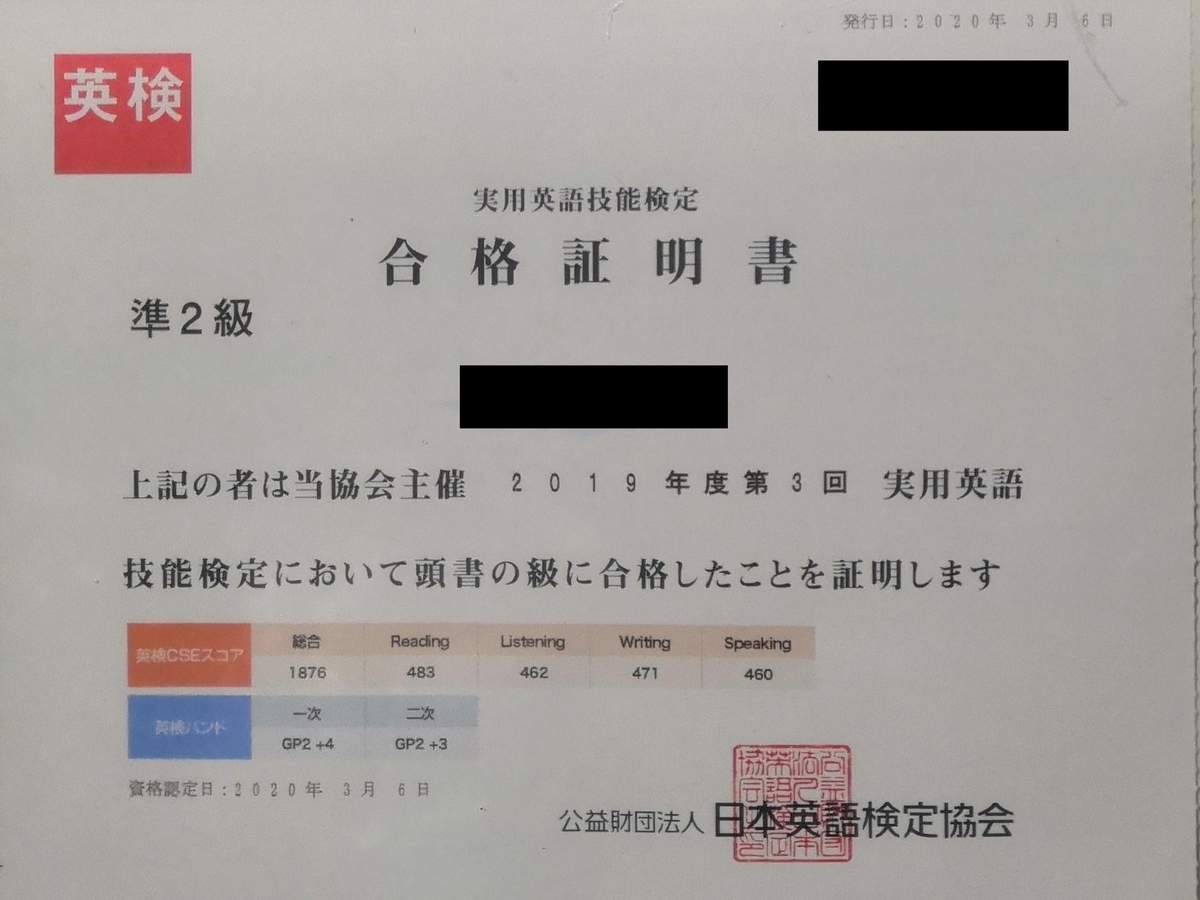 発行日:2020年 3月 6日
英検
実用英語技能検定
合格証明書
準2級
上記の者は当協会主催 2019年度第3回 実用英語
技能検定において頭書の級に合格したことを証明します
英検CSEスコア 総合 Reading Listening Writing Speaking
1876 483 462 471 460
英検バンド 一次 二次
GP2 +4 GP2 +3
資格認定日:2020年 3月 6日
公益財団法人 日本英語検定協会